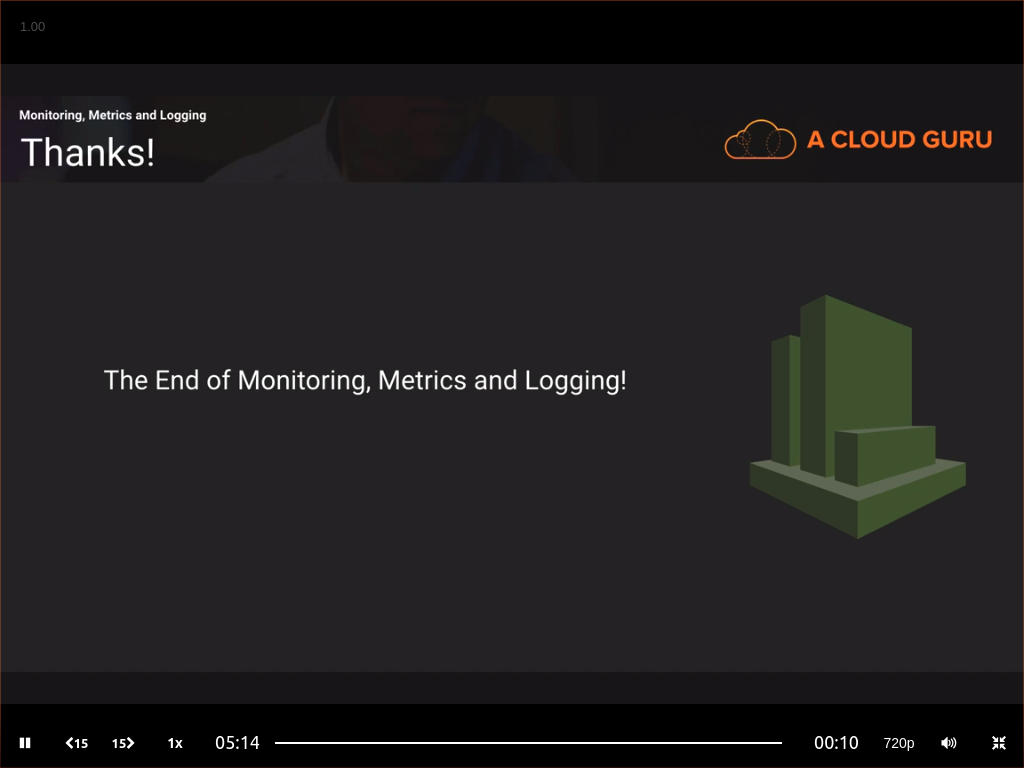 1.00
Monitoring, Metrics and Logging
Thanks!
A CLOUD GURU
The End of Monitoring, Metrics and Logging!
15 15 1x 05:14 00:10 720p